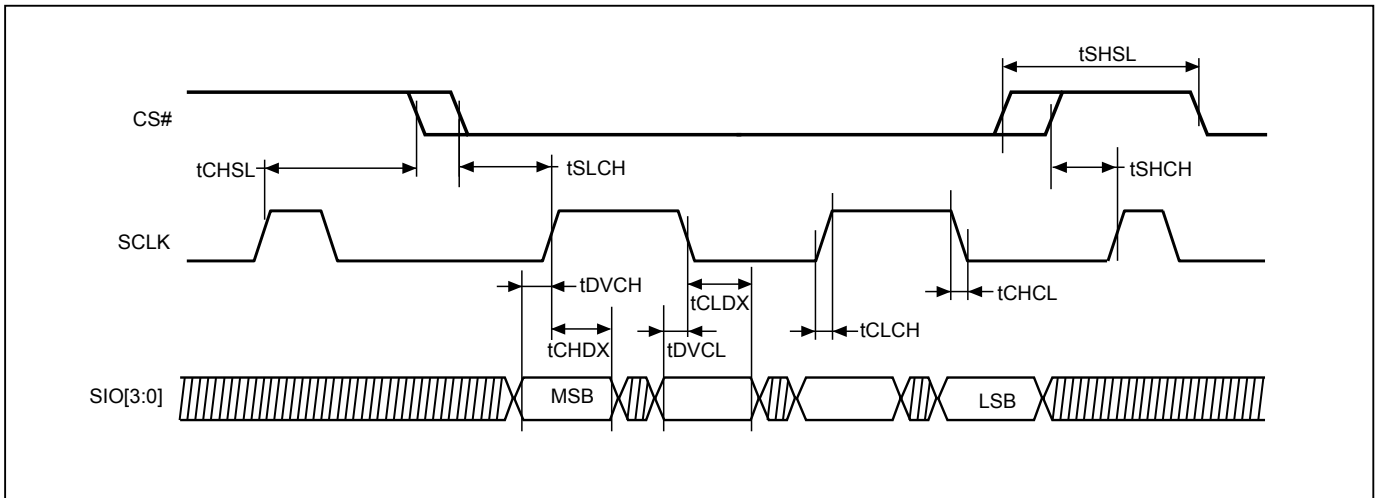 tSHSL
CS#
tCHSL
tSLCH
tSHCH
SCLK
tDVCH
tCLDX
tCHCL
tCLCH
tCHDX
tDVCL
SIO[3:0]
MSB
LSB